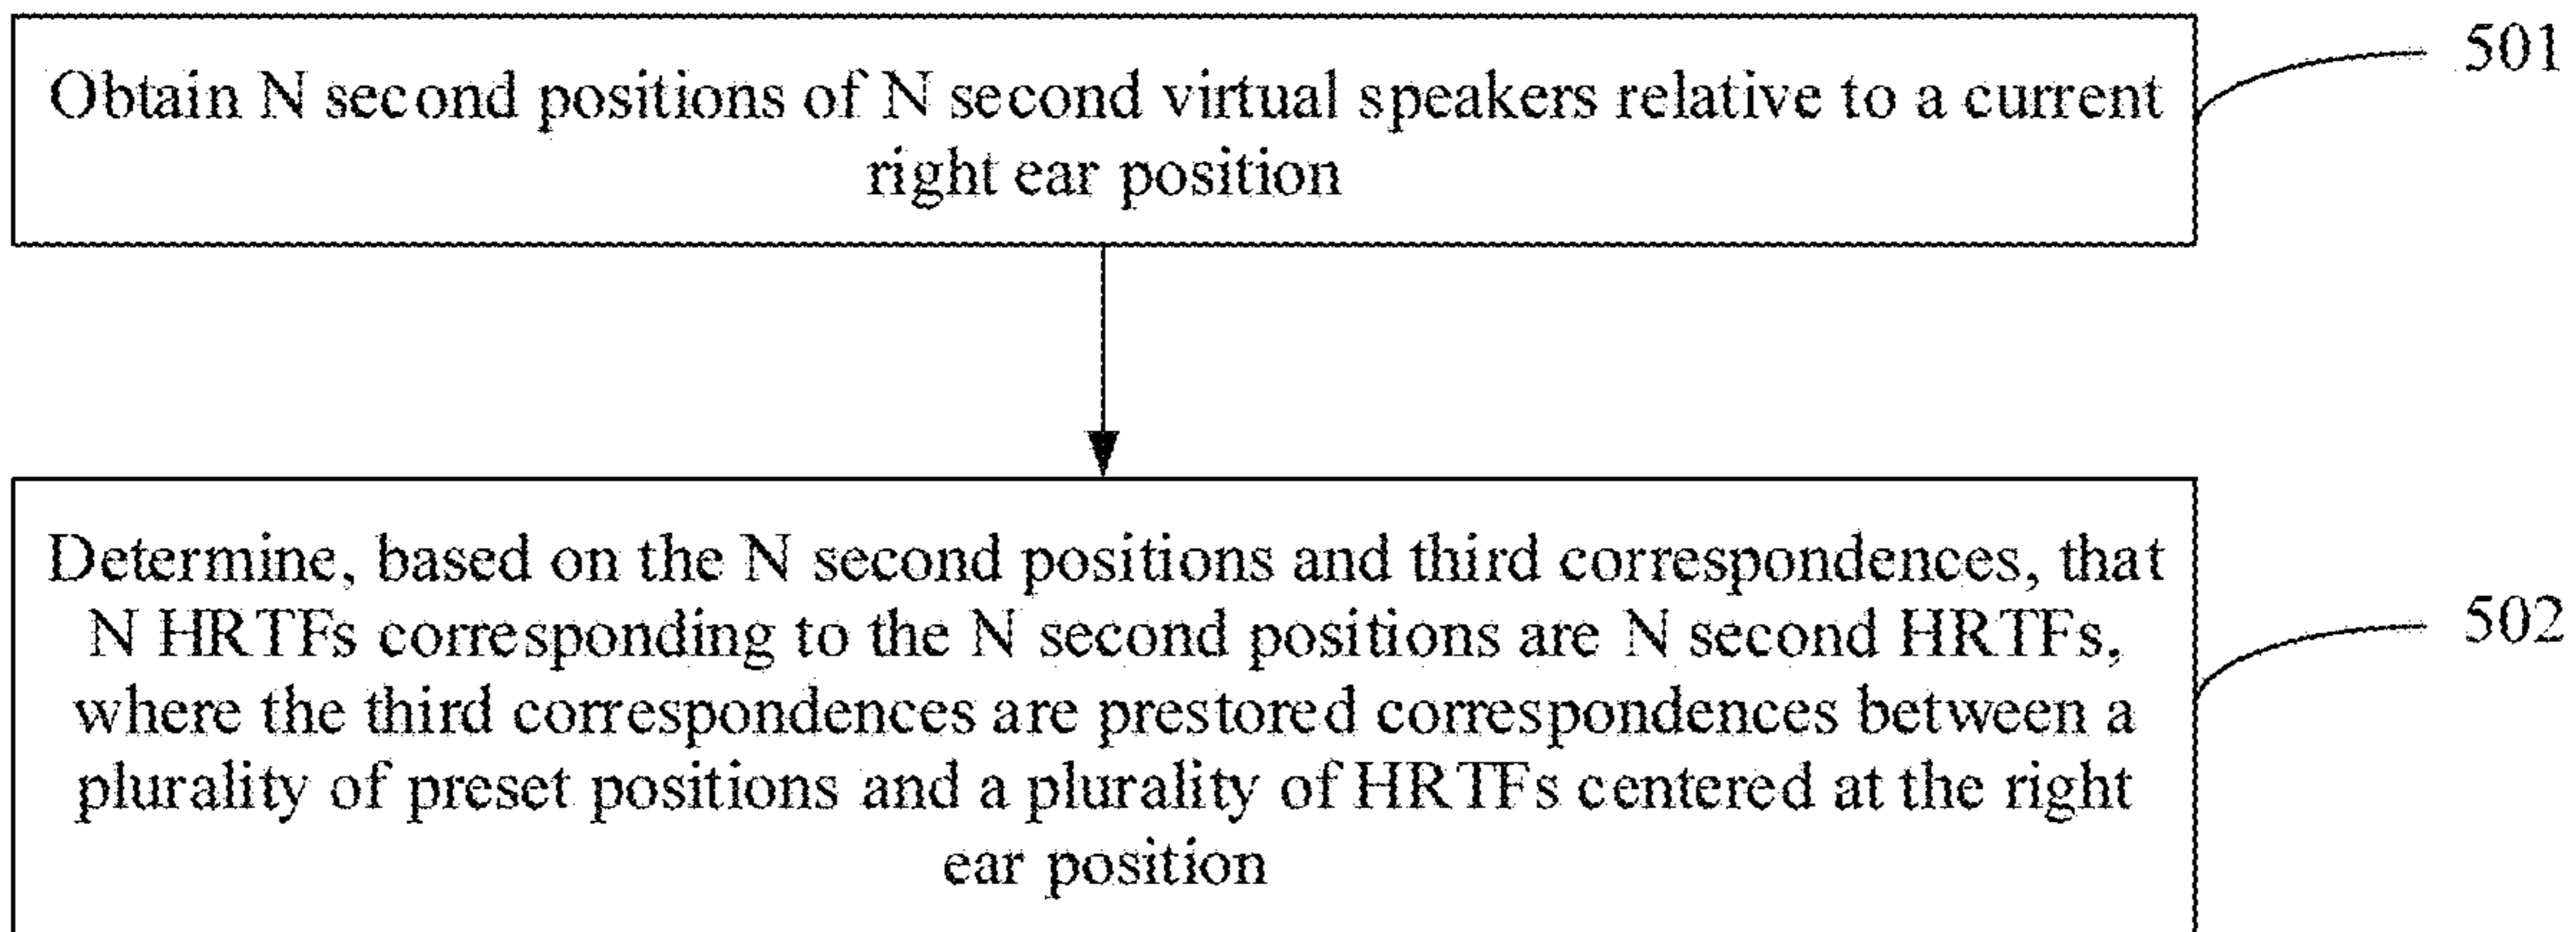 Obtain N second positions of N second virtual speakers relative to a current
right ear position
501
Determine, based on the N second positions and third correspondences, that
N HRTFs corresponding to the N second positions are N second HRTFs,
where the third correspondences are prestored correspondences between a
plurality of preset positions and a plurality of HRTFs centered at the right
ear position
502